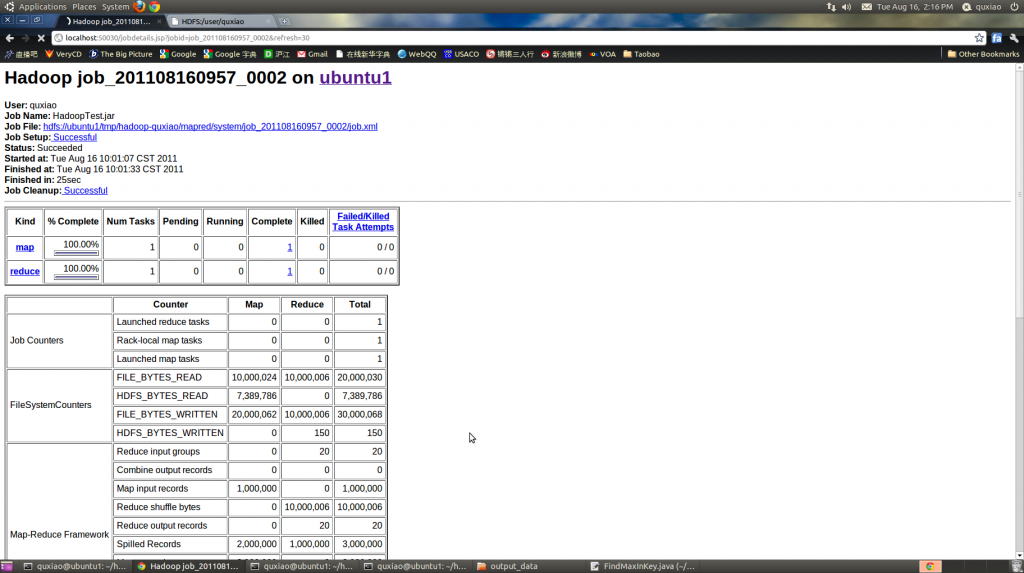 Applications Places System Tue Aug 16, 2:16 PM quxiao
Hadoop job_2011081... HDFS:/user/quxiao
localhost:50030/jobdetails.jsp?jobid=job_201108160957_0002&refresh=30
直播吧 VeryCD The Big Picture Google Google 字典 沪江 Gmail 在线新华字典 WebQQ USACO 锵锵三人行 新浪微博 VOA Taobao Other Bookmarks
Hadoop job_201108160957_0002 on ubuntu1
User: quxiao
Job Name: HadoopTest.jar
Job File: hdfs://ubuntu1/tmp/hadoop-quxiao/mapred/system/job_201108160957_0002/job.xml
Job Setup: Successful
Status: Succeeded
Started at: Tue Aug 16 10:01:07 CST 2011
Finished at: Tue Aug 16 10:01:33 CST 2011
Finished in: 25sec
Job Cleanup: Successful
Kind % Complete Num Tasks Pending Running Complete Killed Failed/Killed
Task Attempts
map 100.00% 1 0 0 1 0 0 / 0
reduce 100.00% 1 0 0 1 0 0 / 0
Counter Map Reduce Total
Job Counters Launched reduce tasks 0 0 1
Rack-local map tasks 0 0 1
Launched map tasks 0 0 1
FileSystemCounters FILE_BYTES_READ 10,000,024 10,000,006 20,000,030
HDFS_BYTES_READ 7,389,786 0 7,389,786
FILE_BYTES_WRITTEN 20,000,062 10,000,006 30,000,068
HDFS_BYTES_WRITTEN 0 150 150
Map-Reduce Framework Reduce input groups 0 20 20
Combine output records 0 0 0
Map input records 1,000,000 0 1,000,000
Reduce shuffle bytes 0 10,000,006 10,000,006
Reduce output records 0 20 20
Spilled Records 2,000,000 1,000,000 3,000,000
quxiao@ubuntu1: ~/h... Hadoop job_2011081... quxiao@ubuntu1: ~/h... quxiao@ubuntu1: ~/h... output_data FindMaxInKey.java (~/...